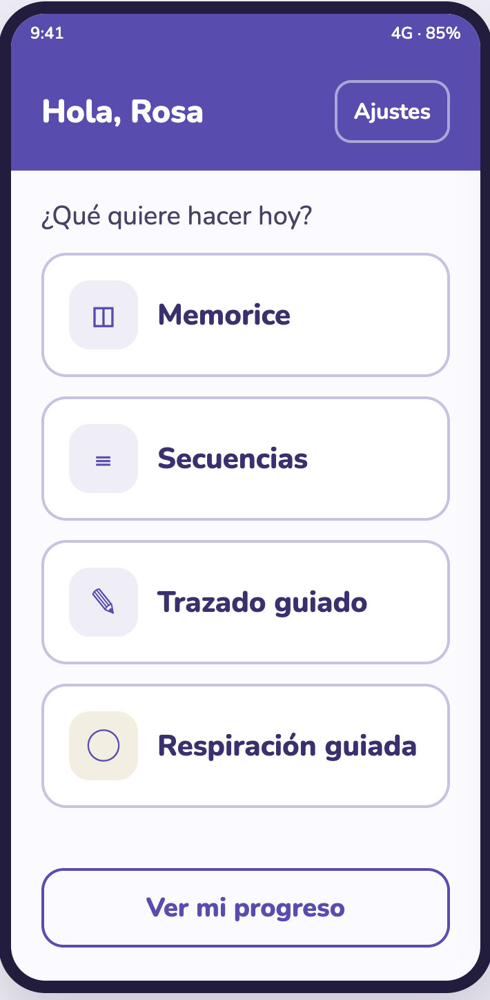 9:41
4G · 85%
Hola, Rosa
Ajustes
¿Qué quiere hacer hoy?
Memorice
Secuencias
Trazado guiado
Respiración guiada
Ver mi progreso